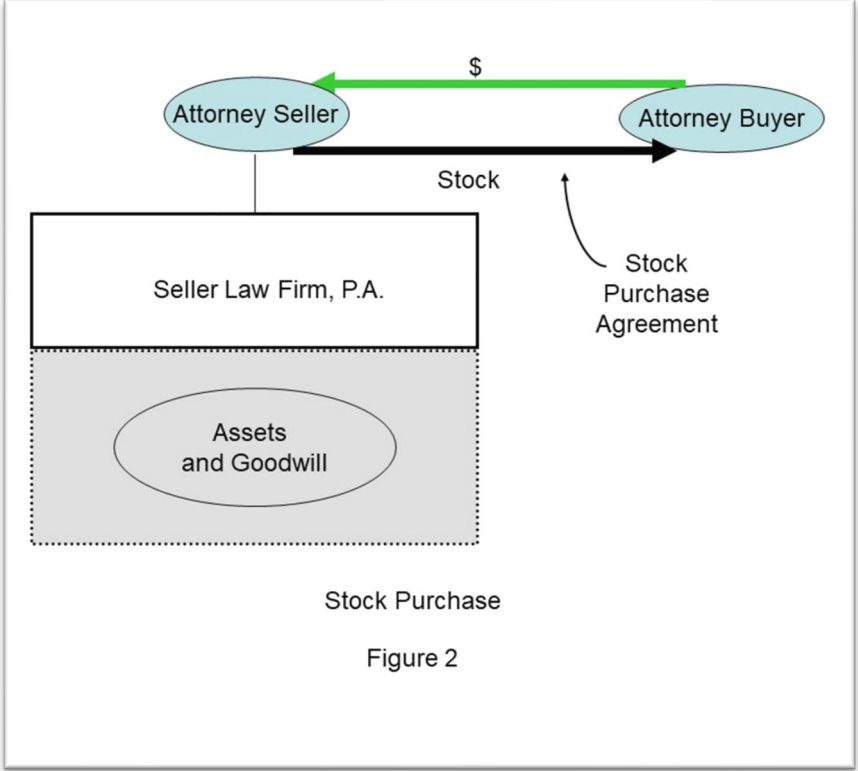 $
Attorney Seller
Attorney Buyer
Stock
Stock
Purchase
Agreement
Seller Law Firm, P.A.
Assets
and Goodwill
Stock Purchase
Figure 2